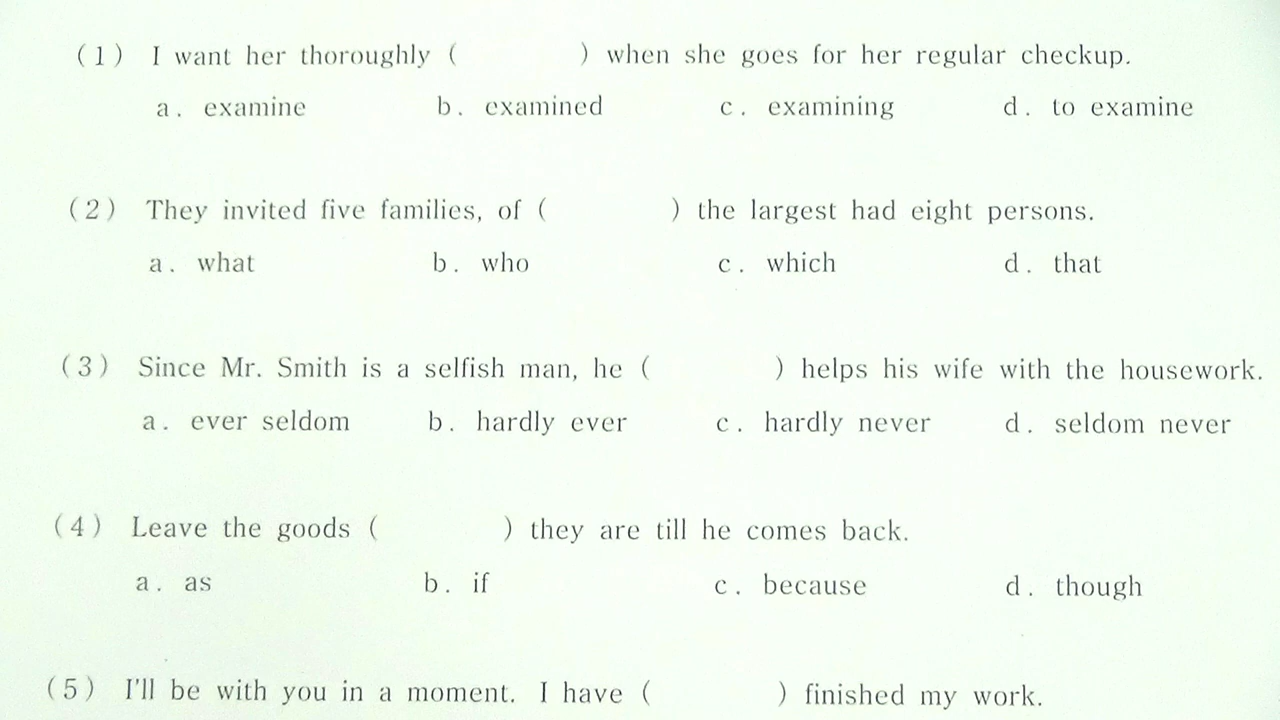 (1) I want her thoroughly ( ) when she goes for her regular checkup.
a. examine b. examined c. examining d. to examine
(2) They invited five families, of ( ) the largest had eight persons.
a. what b. who c. which d. that
(3) Since Mr. Smith is a selfish man, he ( ) helps his wife with the housework.
a. ever seldom b. hardly ever c. hardly never d. seldom never
(4) Leave the goods ( ) they are till he comes back.
a. as b. if c. because d. though
(5) I'll be with you in a moment. I have ( ) finished my work.